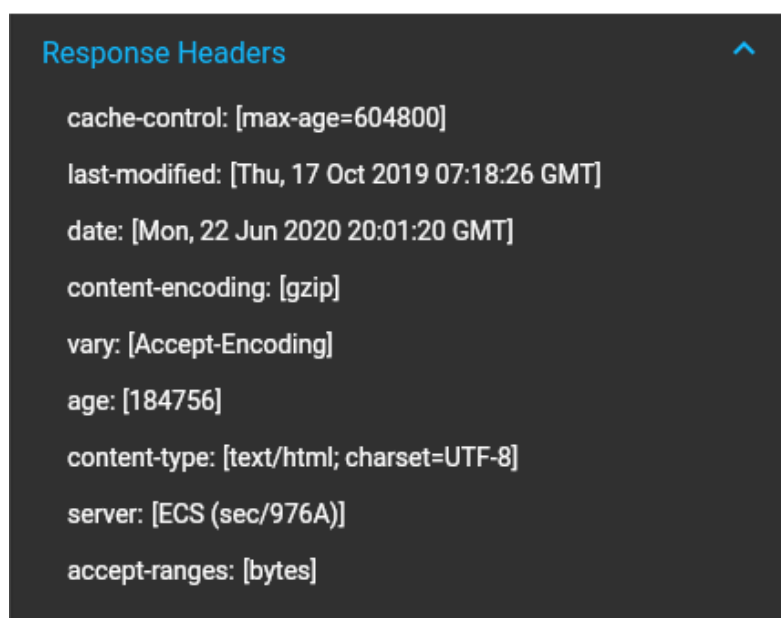 Response Headers
cache-control: [max-age=604800]
last-modified: [Thu, 17 Oct 2019 07:18:26 GMT]
date: [Mon, 22 Jun 2020 20:01:20 GMT]
content-encoding: [gzip]
vary: [Accept-Encoding]
age: [184756]
content-type: [text/html; charset=UTF-8]
server: [ECS (sec/976A)]
accept-ranges: [bytes]